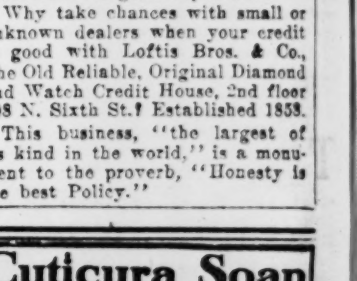 Why take chances with small or
nknown dealers when your credit
good with Loftis Bros. & Co.,
he Old Reliable, Original Diamond
nd Watch Credit House, 2nd floor
08 N. Sixth St.? Established 1858.
This business, "the largest of
s kind in the world," is a monu-
ent to the proverb, "Honesty is
e best Policy."
Cuticura Soap